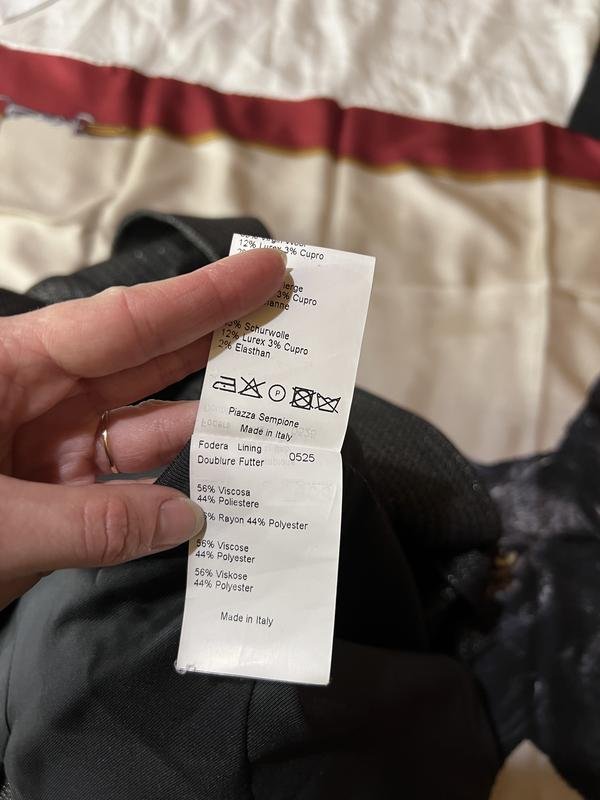 12% Lurex 3% Cupro
3% Cupro
Schurwolle
12% Lurex 3% Cupro
2% Elasthan
P
Piazza Sempione
Made in Italy
Fodera Lining
Doublure Futter 0525
56% Viscosa
44% Poliestere
% Rayon 44% Polyester
56% Viscose
44% Polyester
56% Viskose
44% Polyester
Made in Italy